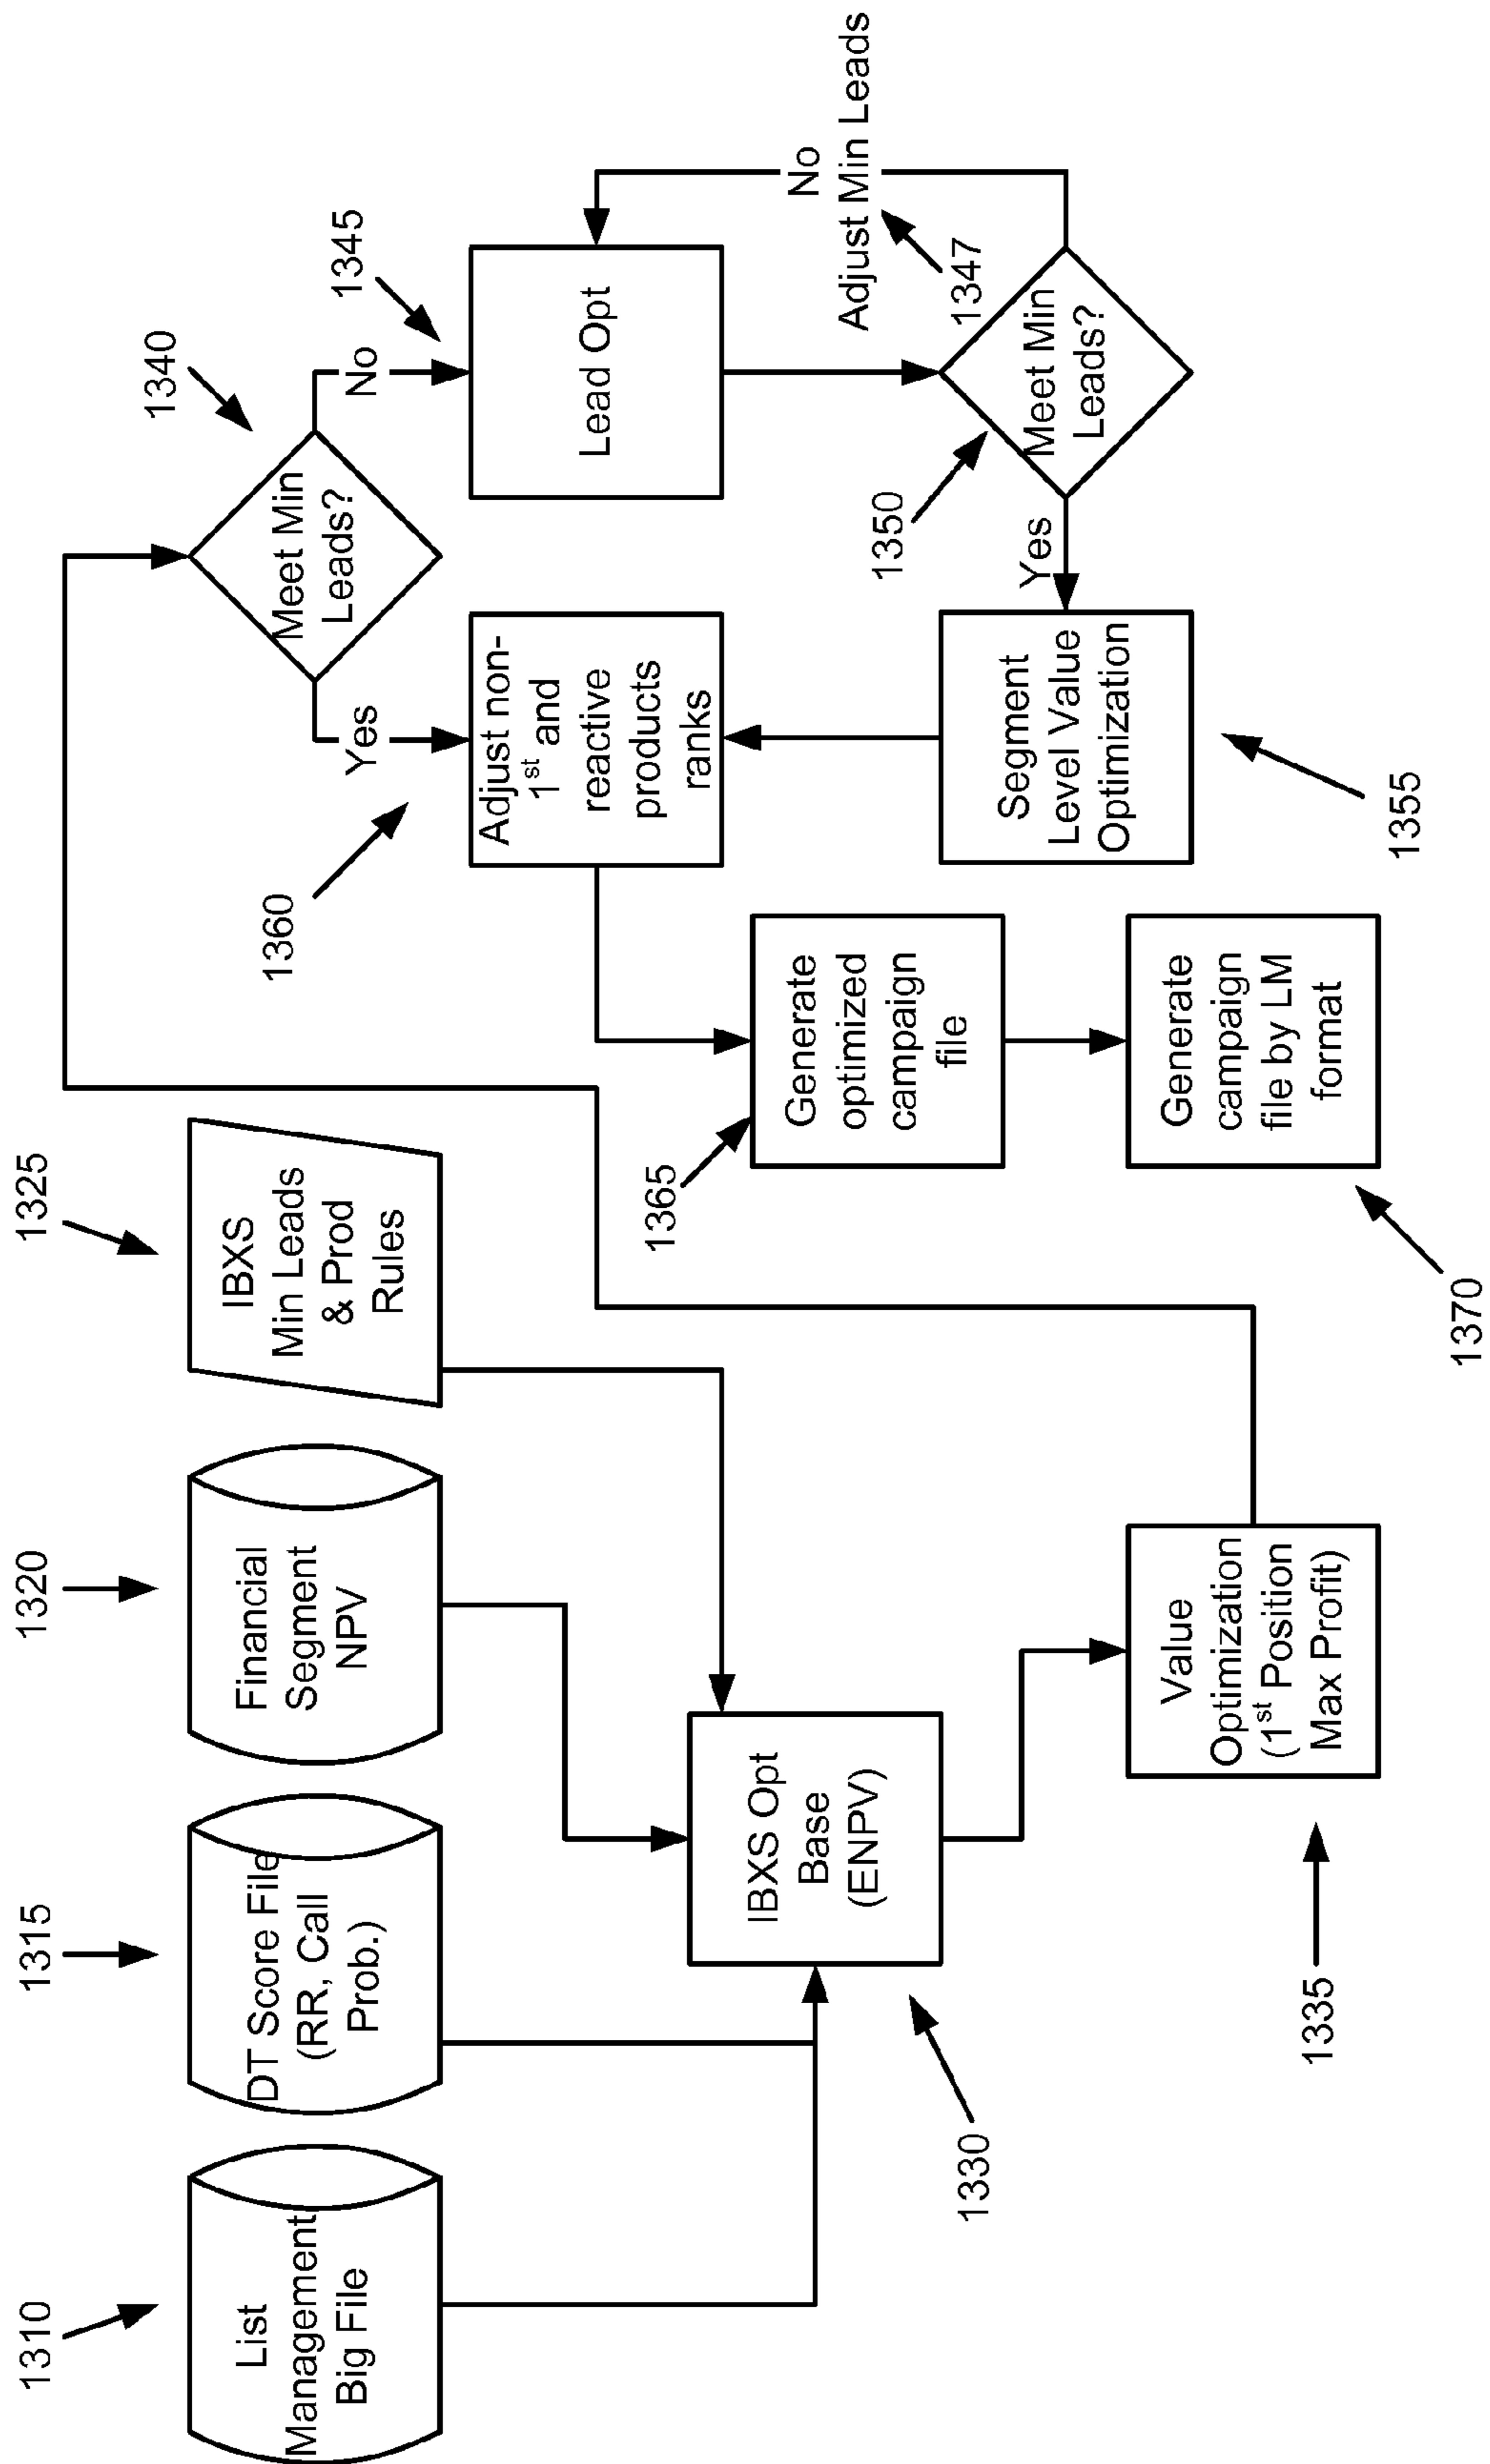 1310
List
Management
Big File
1315
DT Score File
(RR, Call
Prob.)
1320
Financial
Segment
NPV
1325
IBXS
Min Leads
& Prod
Rules
1330
IBXS Opt
Base
(ENPV)
1335
Value
Optimization
(1st Position
Max Profit)
1340
Meet Min
Leads?
Yes
No
1345
Lead Opt
No
Adjust Min Leads
1347
1350
Meet Min
Leads?
Yes
Segment
Level Value
Optimization
1355
1360
Adjust non-
1st and
reactive
products
ranks
1365
Generate
optimized
campaign
file
Generate
campaign
file by LM
format
1370